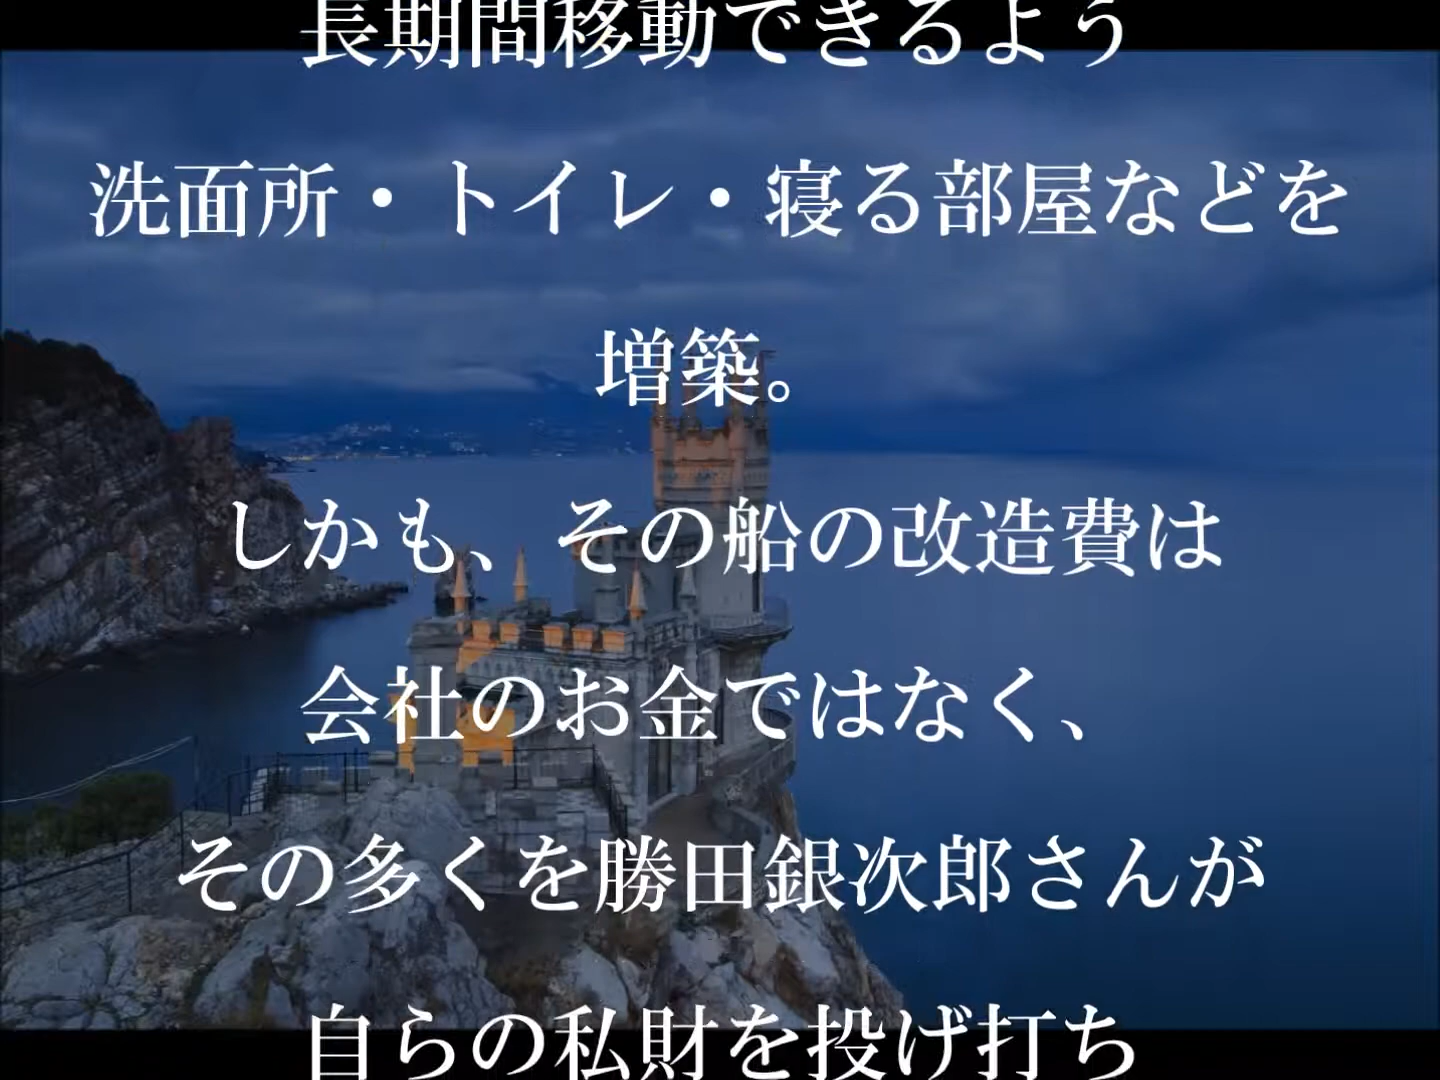 長期間移動できるよう
洗面所・トイレ・寝る部屋などを
増築。
しかも、その船の改造費は
会社のお金ではなく、
その多くを勝田銀次郎さんが
自らの私財を投げ打ち